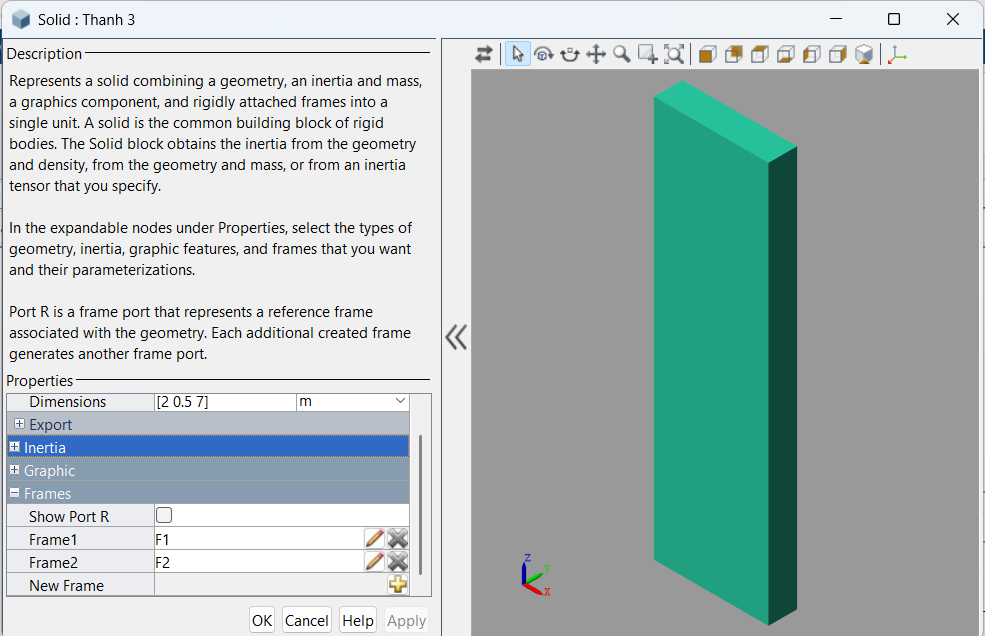 Solid : Thanh 3
Description
Represents a solid combining a geometry, an inertia and mass,
a graphics component, and rigidly attached frames into a
single unit. A solid is the common building block of rigid
bodies. The Solid block obtains the inertia from the geometry
and density, from the geometry and mass, or from an inertia
tensor that you specify.
In the expandable nodes under Properties, select the types of
geometry, inertia, graphic features, and frames that you want
and their parameterizations.
Port R is a frame port that represents a reference frame
associated with the geometry. Each additional created frame
generates another frame port.
Properties
Dimensions [2 0.5 7] m
Export
Inertia
Graphic
Frames
Show Port R
Frame1 F1
Frame2 F2
New Frame
OK Cancel Help Apply
Z
Y
X